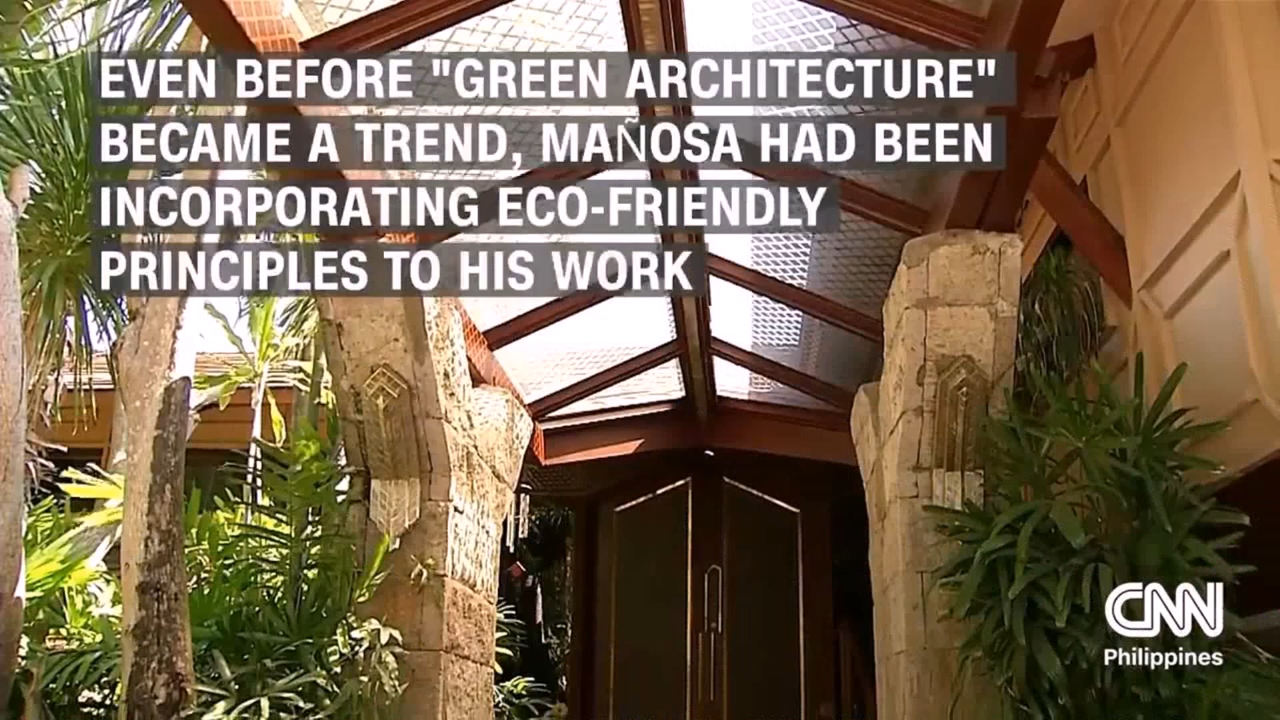 EVEN BEFORE "GREEN ARCHITECTURE"
BECAME A TREND, MAÑOSA HAD BEEN
INCORPORATING ECO-FRIENDLY
PRINCIPLES TO HIS WORK
CNN
Philippines